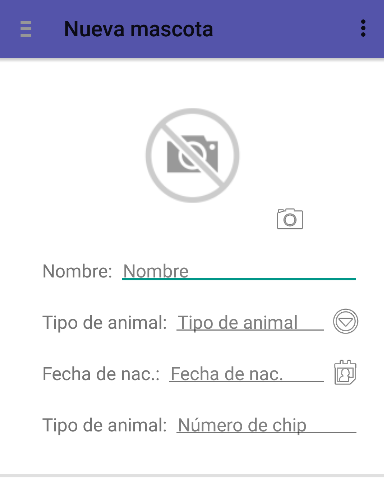 Nueva mascota
Nombre: Nombre
Tipo de animal: Tipo de animal
Fecha de nac.: Fecha de nac.
Tipo de animal: Número de chip